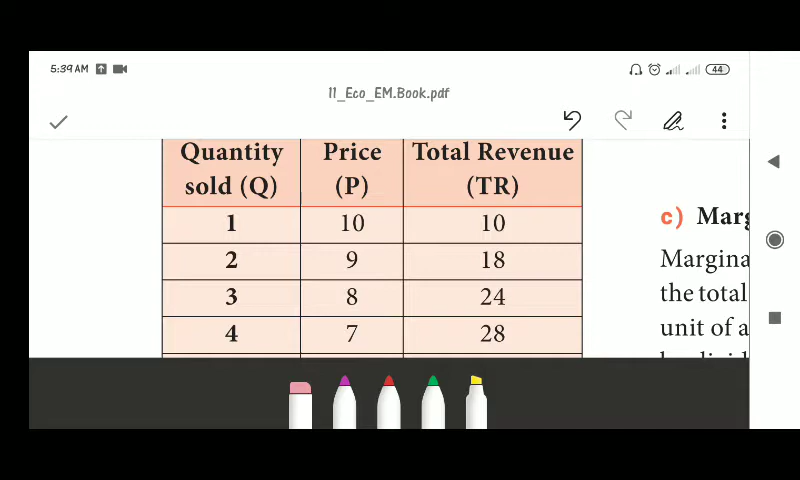 5:39 AM
44
11_Eco_EM.Book.pdf
Quantity sold (Q) Price (P) Total Revenue (TR)
1 10 10
2 9 18
3 8 24
4 7 28
c) Marg
Margina
the total
unit of a